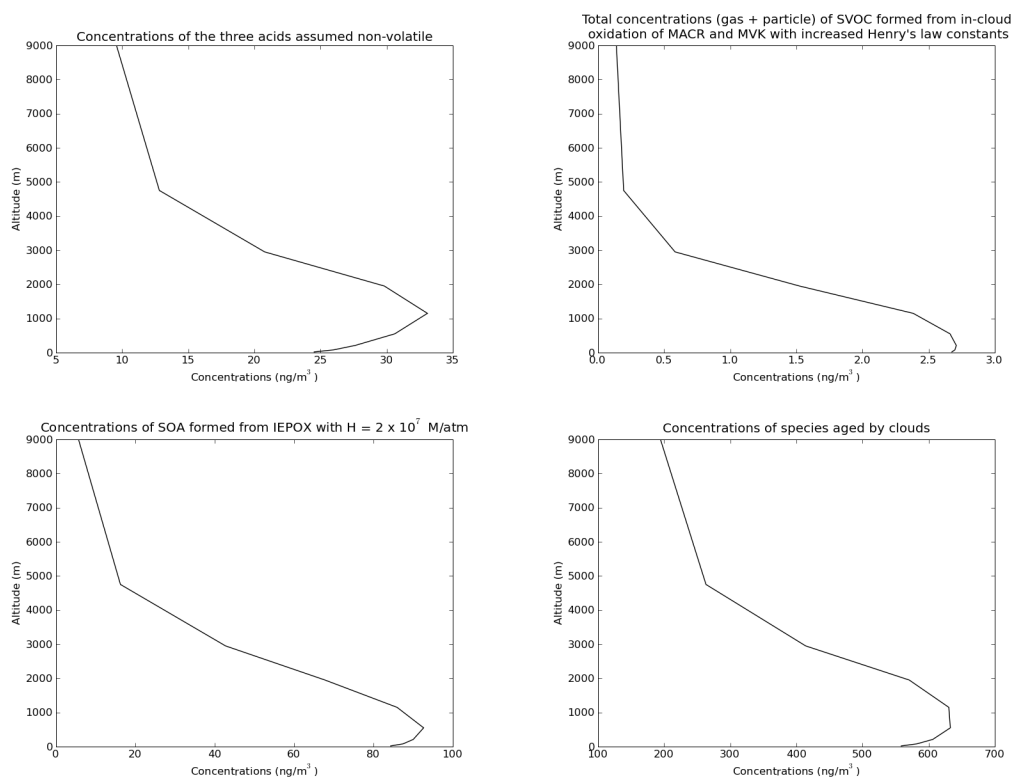 Concentrations of the three acids assumed non-volatile
9000
8000
7000
6000
5000
4000
3000
2000
1000
0
Altitude (m)
5 10 15 20 25 30 35
Concentrations (ng/m³ )
Total concentrations (gas + particle) of SVOC formed from in-cloud
oxidation of MACR and MVK with increased Henry's law constants
9000
8000
7000
6000
5000
4000
3000
2000
1000
0
Altitude (m)
0.0 0.5 1.0 1.5 2.0 2.5 3.0
Concentrations (ng/m³ )
Concentrations of SOA formed from IEPOX with H = 2 x 10⁷ M/atm
9000
8000
7000
6000
5000
4000
3000
2000
1000
0
Altitude (m)
0 20 40 60 80 100
Concentrations (ng/m³ )
Concentrations of species aged by clouds
9000
8000
7000
6000
5000
4000
3000
2000
1000
0
Altitude (m)
100 200 300 400 500 600 700
Concentrations (ng/m³ )